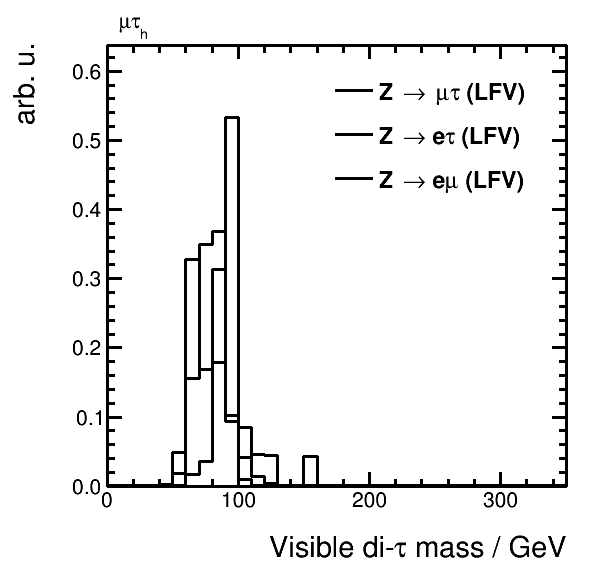 μτh
arb. u.
0.6
0.5
0.4
0.3
0.2
0.1
0.0
Z → μτ (LFV)
Z → eτ (LFV)
Z → eμ (LFV)
0 100 200 300
Visible di-τ mass / GeV